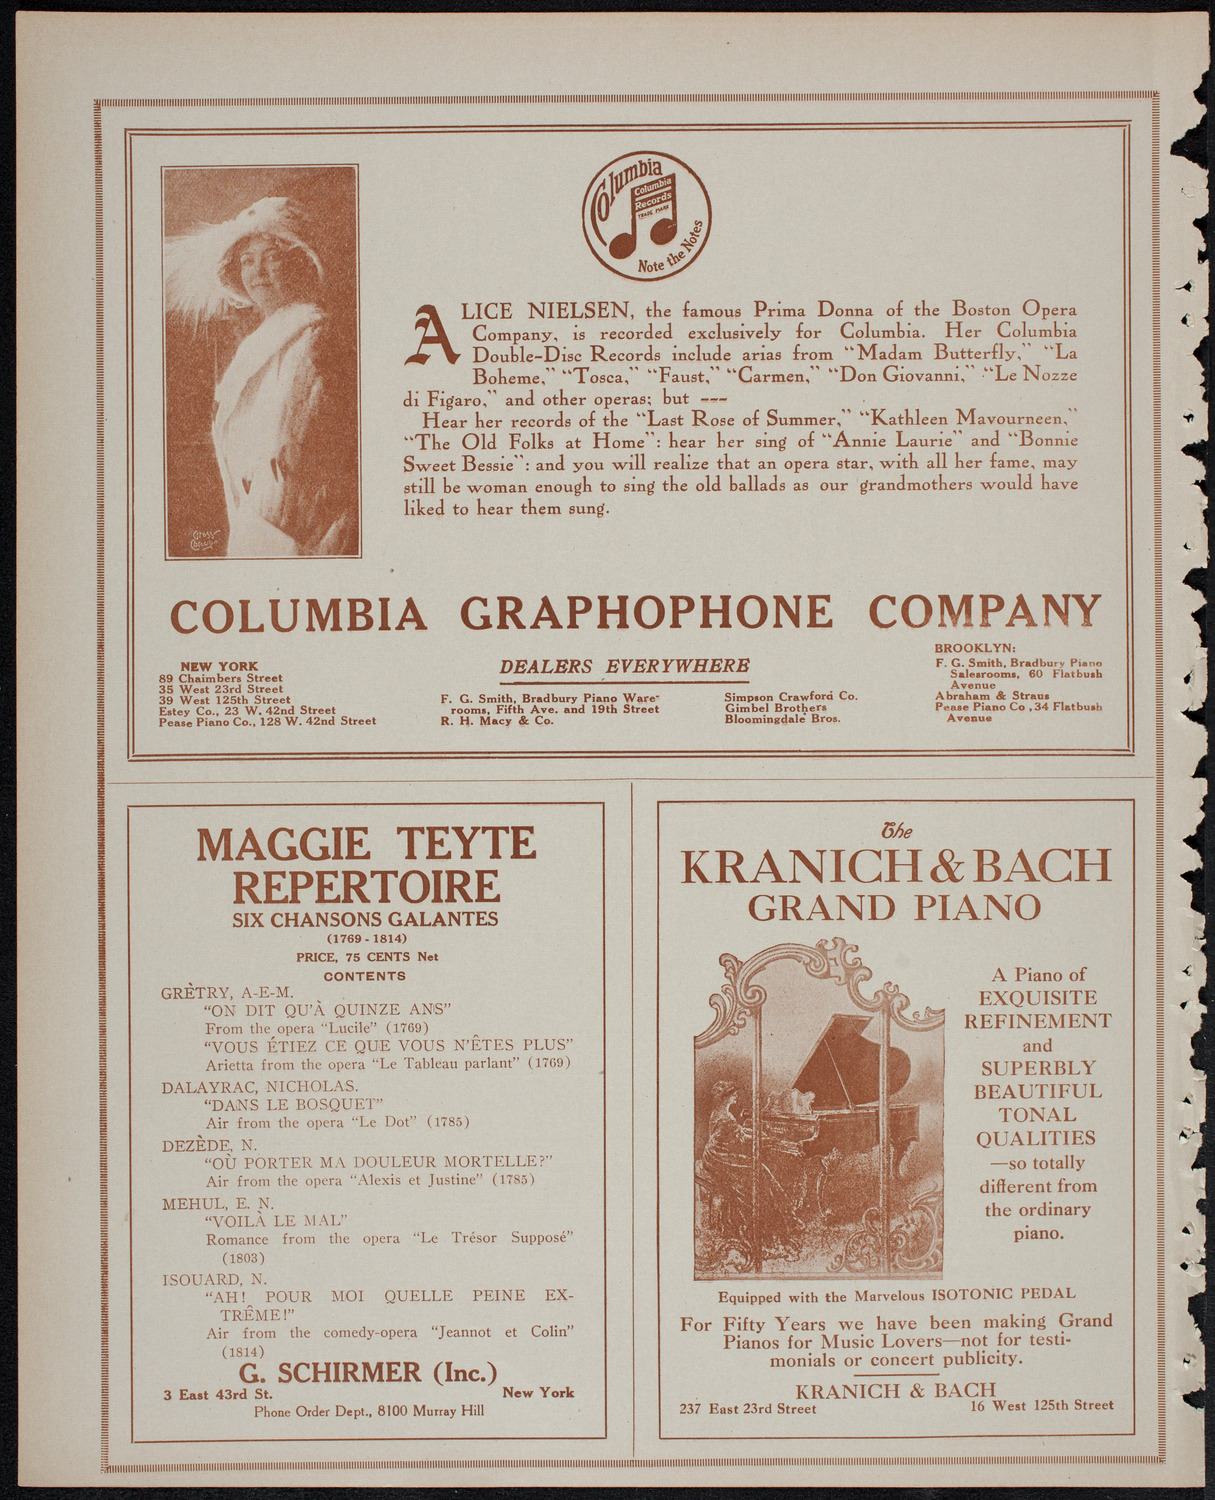 Columbia
Columbia
Records
TRADE MARK
Note the Notes
ALICE NIELSEN, the famous Prima Donna of the Boston Opera
Company, is recorded exclusively for Columbia. Her Columbia
Double-Disc Records include arias from "Madam Butterfly," "La
Boheme," "Tosca," "Faust," "Carmen," "Don Giovanni," "Le Nozze
di Figaro," and other operas; but ---
Hear her records of the "Last Rose of Summer," "Kathleen Mavourneen,"
"The Old Folks at Home": hear her sing of "Annie Laurie" and "Bonnie
Sweet Bessie": and you will realize that an opera star, with all her fame, may
still be woman enough to sing the old ballads as our grandmothers would have
liked to hear them sung.
COLUMBIA GRAPHOPHONE COMPANY
NEW YORK
89 Chaimbers Street
35 West 23rd Street
39 West 125th Street
Estey Co., 23 W. 42nd Street
Pease Piano Co., 128 W. 42nd Street
DEALERS EVERYWHERE
F. G. Smith, Bradbury Piano Ware-
rooms, Fifth Ave. and 19th Street
R. H. Macy & Co.
Simpson Crawford Co.
Gimbel Brothers
Bloomingdale Bros.
BROOKLYN:
F. G. Smith, Bradbury Piano
Salesrooms, 60 Flatbush
Avenue
Abraham & Straus
Pease Piano Co., 34 Flatbush
Avenue
MAGGIE TEYTE
REPERTOIRE
SIX CHANSONS GALANTES
(1769-1814)
PRICE, 75 CENTS Net
CONTENTS
GRÈTRY, A-E-M.
"ON DIT QU'À QUINZE ANS"
From the opera "Lucile" (1769)
"VOUS ÉTIEZ CE QUE VOUS N'ÊTES PLUS"
Arietta from the opera "Le Tableau parlant" (1769)
DALAYRAC, NICHOLAS.
"DANS LE BOSQUET"
Air from the opera "Le Dot" (1785)
DEZÈDE, N.
"OÙ PORTER MA DOULEUR MORTELLE?"
Air from the opera "Alexis et Justine" (1785)
MEHUL, E. N.
"VOILÀ LE MAL"
Romance from the opera "Le Trésor Supposé"
(1803)
ISOUARD, N.
"AH! POUR MOI QUELLE PEINE EX-
TRÊME!"
Air from the comedy-opera "Jeannot et Colin"
(1814)
G. SCHIRMER (Inc.)
3 East 43rd St. New York
Phone Order Dept., 8100 Murray Hill
The
KRANICH & BACH
GRAND PIANO
A Piano of
EXQUISITE
REFINEMENT
and
SUPERBLY
BEAUTIFUL
TONAL
QUALITIES
—so totally
different from
the ordinary
piano.
Equipped with the Marvelous ISOTONIC PEDAL
For Fifty Years we have been making Grand
Pianos for Music Lovers—not for testi-
monials or concert publicity.
KRANICH & BACH
237 East 23rd Street 16 West 125th Street